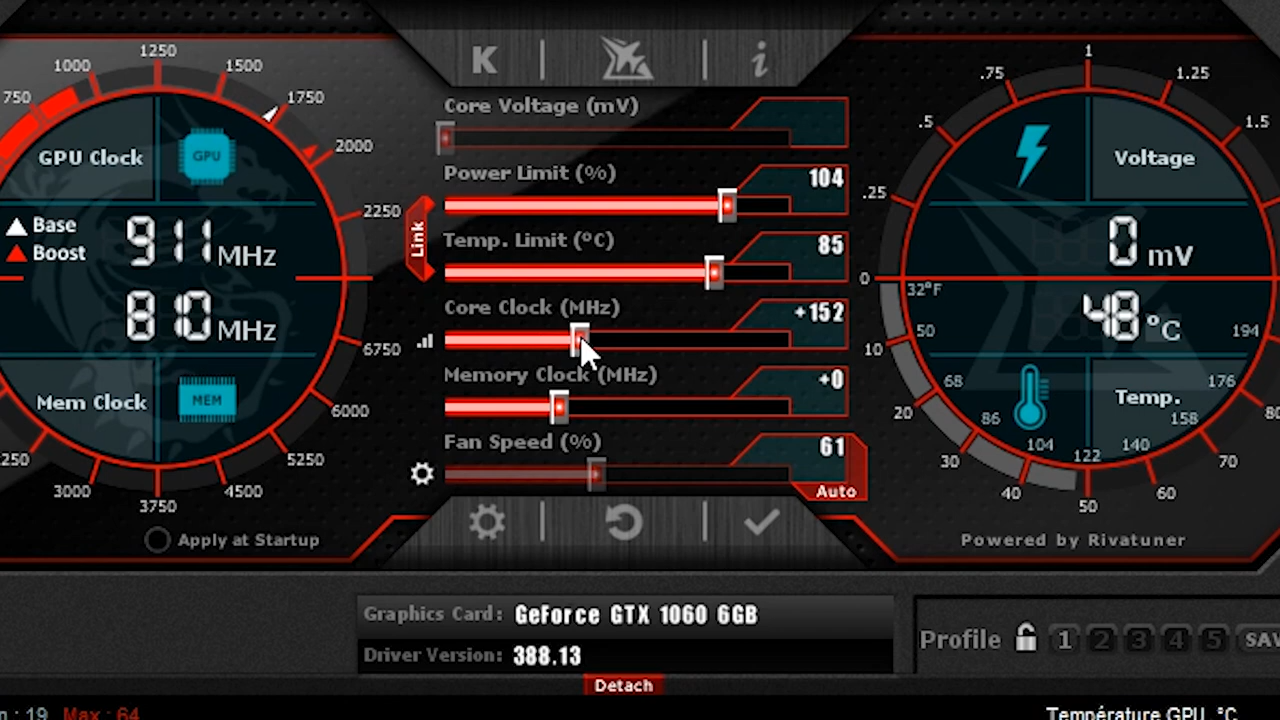 1250
1000
1500
750
1750
2000
2250
GPU Clock
GPU
Base
Boost
911 MHz
810 MHz
6750
6000
5250
4500
3750
3000
250
Mem Clock
MEM
Apply at Startup
K
i
Core Voltage (mV)
Power Limit (%)
104
Link
Temp. Limit (°C)
85
Core Clock (MHz)
+152
Memory Clock (MHz)
+0
Fan Speed (%)
61
Auto
1
.75
1.25
.5
1.5
.25
0
Voltage
0 mV
48 °C
32°F
50
194
10
68
176
20
86
Temp.
158
80
104
140
122
30
70
40
60
50
Powered by Rivatuner
Graphics Card: GeForce GTX 1060 6GB
Driver Version: 388.13
Detach
Profile 1 2 3 4 5 SAV
n : 19 Max : 64
Température GPU, °C